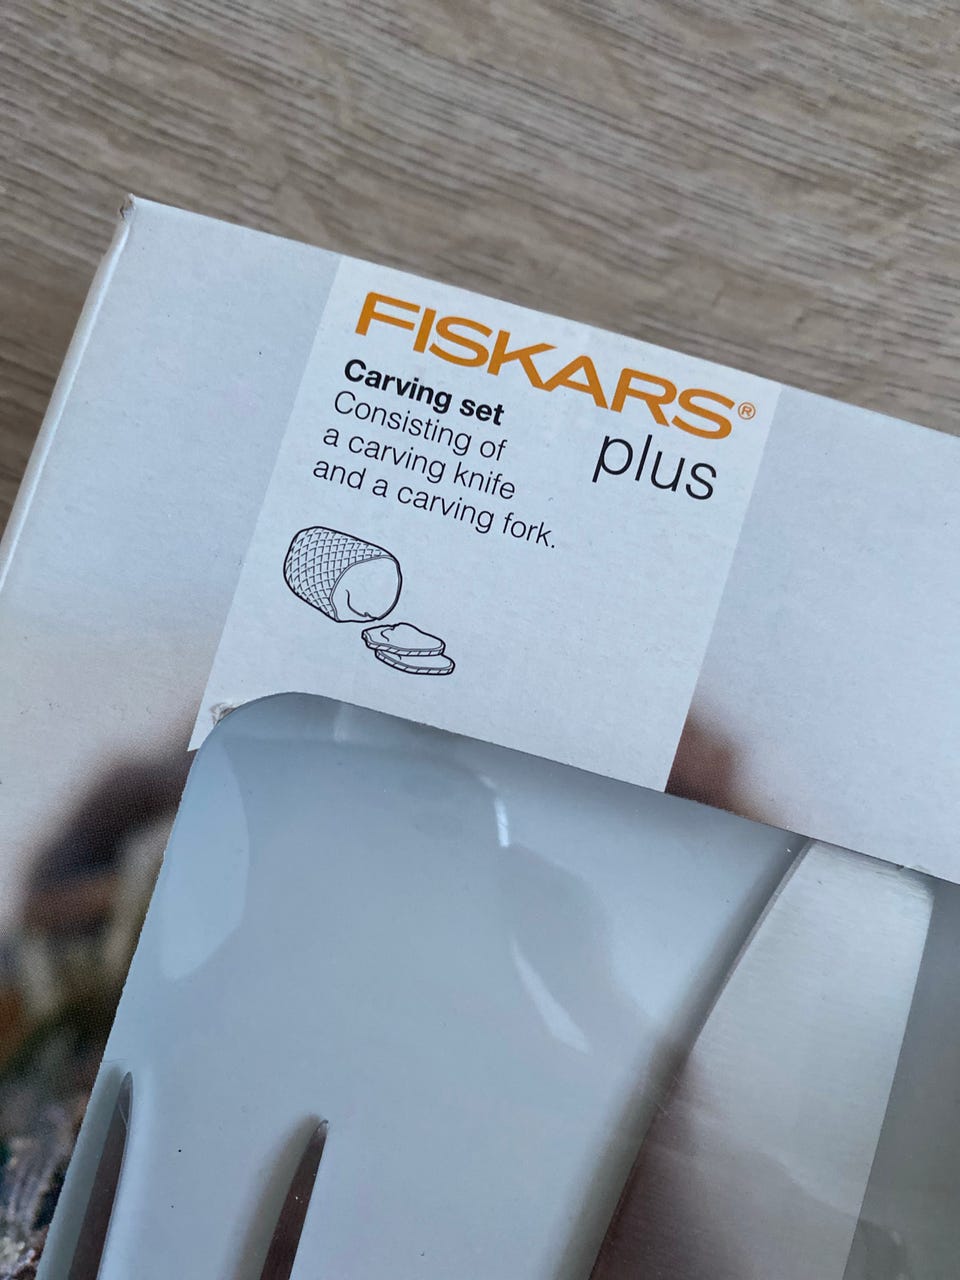 FISKARS®
plus
Carving set
Consisting of
a carving knife
and a carving fork.